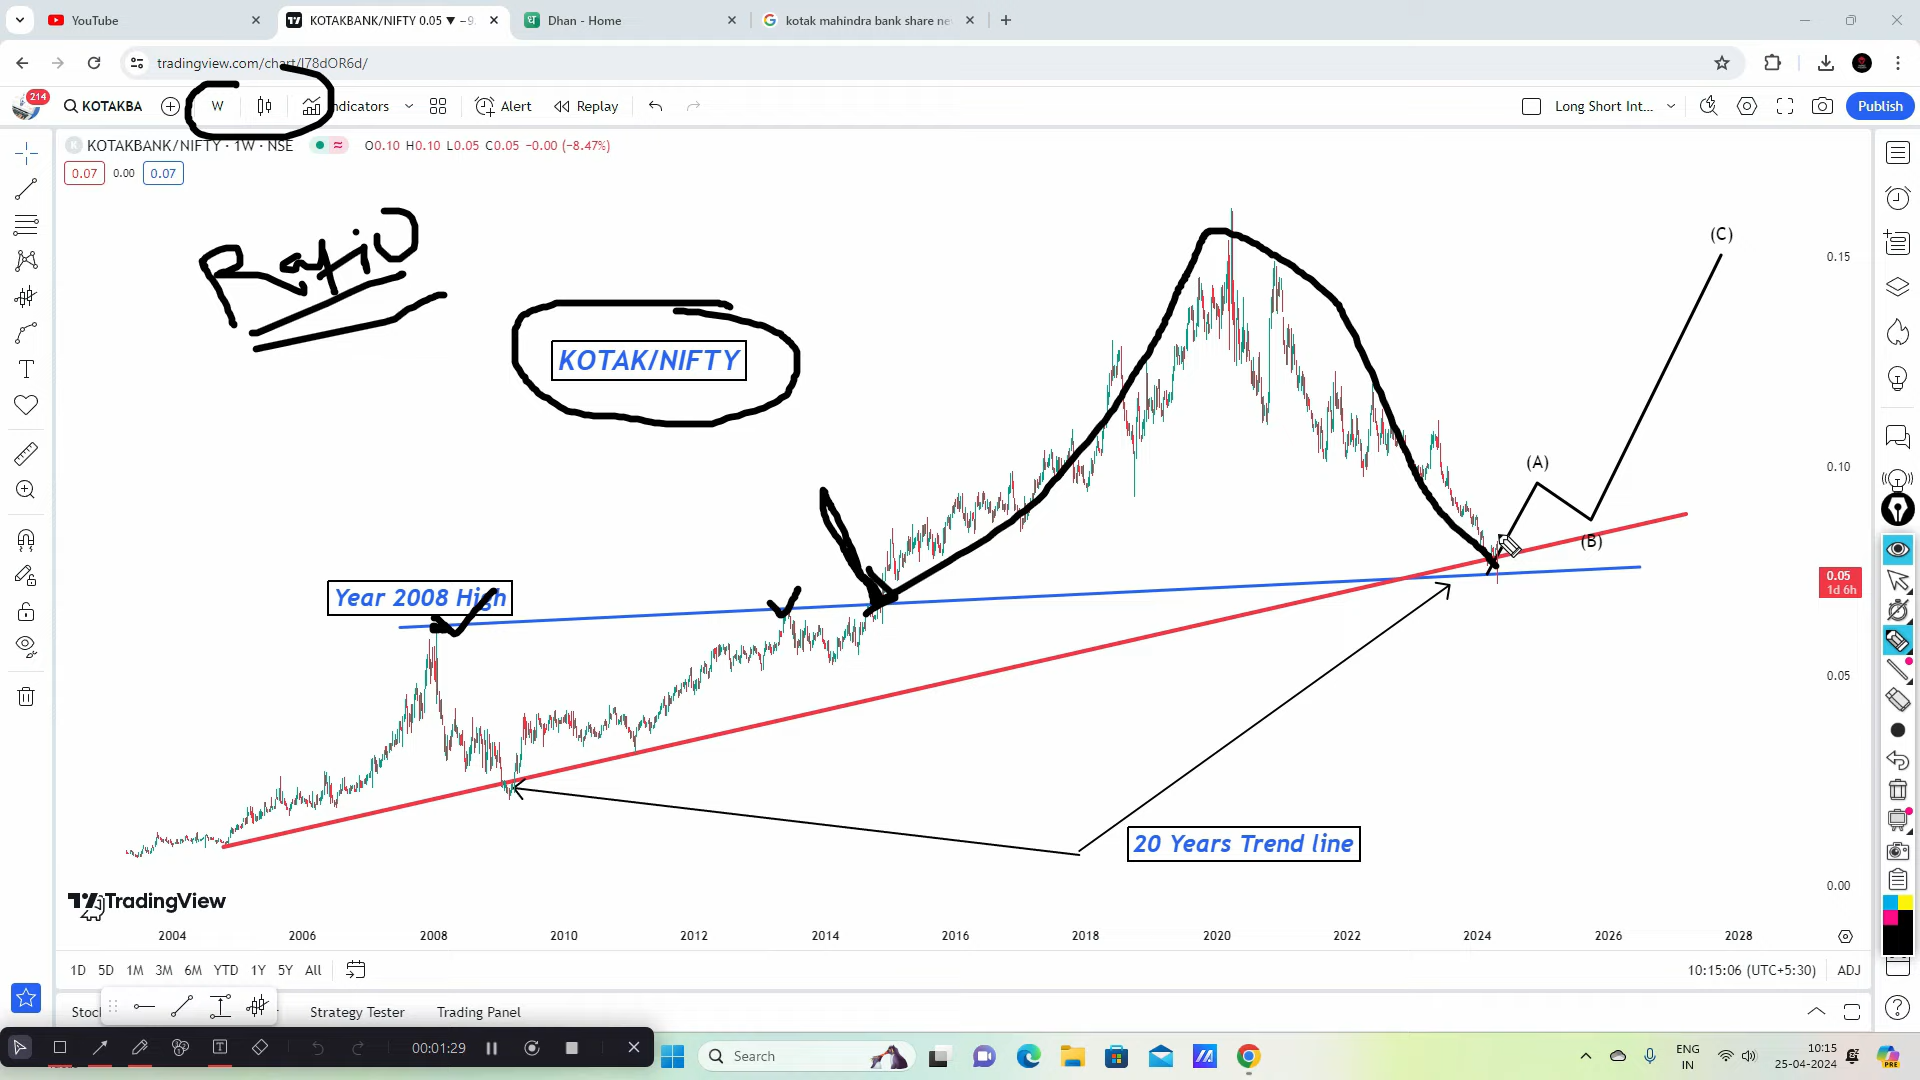 YouTube
KOTAKBANK/NIFTY 0.05 ▼ −9.
Dhan - Home
kotak mahindra bank share ne
tradingview.com/chart/I78dOR6d/
214
KOTAKBA
W
Indicators
Alert
Replay
Long Short Int...
Publish
KOTAKBANK/NIFTY · 1W · NSE
O0.10 H0.10 L0.05 C0.05 −0.00 (−8.47%)
0.07 0.00 0.07
Ratio
KOTAK/NIFTY
Year 2008 High
20 Years Trend line
(A)
(B)
(C)
0.15
0.10
0.05
1d 6h
0.05
0.00
TradingView
2004 2006 2008 2010 2012 2014 2016 2018 2020 2022 2024 2026 2028
1D 5D 1M 3M 6M YTD 1Y 5Y All
10:15:06 (UTC+5:30) ADJ
Stoc
Strategy Tester
Trading Panel
00:01:29
Search
ENG
IN
10:15
25-04-2024
PRE